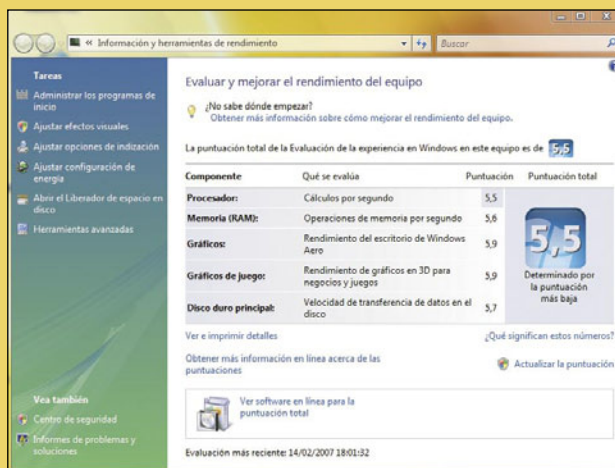 Información y herramientas de rendimiento
Buscar
Tareas
Administrar los programas de
inicio
Ajustar efectos visuales
Ajustar opciones de indización
Ajustar configuración de
energía
Abrir el Liberador de espacio en
disco
Herramientas avanzadas
Vea también
Centro de seguridad
Informes de problemas y
soluciones
Evaluar y mejorar el rendimiento del equipo
¿No sabe dónde empezar?
Obtener más información sobre cómo mejorar el rendimiento del equipo.
La puntuación total de la Evaluación de la experiencia en Windows en este equipo es de 5,5
Componente Qué se evalúa Puntuación Puntuación total
Procesador: Cálculos por segundo 5,5
Memoria (RAM): Operaciones de memoria por segundo 5,6
Gráficos: Rendimiento del escritorio de Windows
Aero 5,9
Gráficos de juego: Rendimiento de gráficos en 3D para
negocios y juegos 5,9
Disco duro principal: Velocidad de transferencia de datos en el
disco 5,7
5,5
Determinado por
la puntuación
más baja
Ver e imprimir detalles
¿Qué significan estos números?
Obtener más información en línea acerca de las
puntuaciones
Actualizar la puntuación
Ver software en línea para la
puntuación total
Evaluación más reciente: 14/02/2007 18:01:32